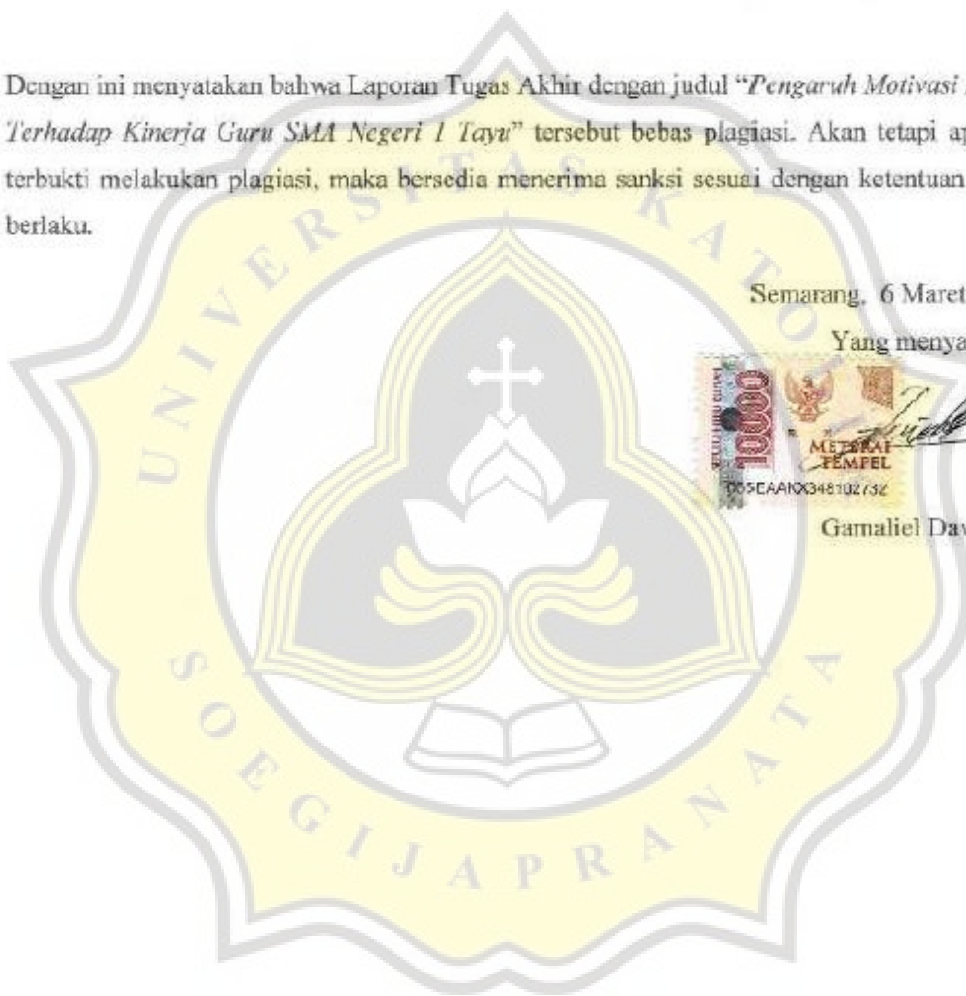 Dengan ini menyatakan bahwa Laporan Tugas Akhir dengan judul “Pengaruh Motivasi
Terhadap Kinerja Guru SMA Negeri 1 Tayu” tersebut bebas plagiasi. Akan tetapi ap
terbukti melakukan plagiasi, maka bersedia menerima sanksi sesuai dengan ketentuan
berlaku.
Semarang, 6 Maret
Yang menya
10000
METERAI
TEMPEL
Gamaliel Dav
UNIVERSITAS KATO
SOEGIJAPRANATA